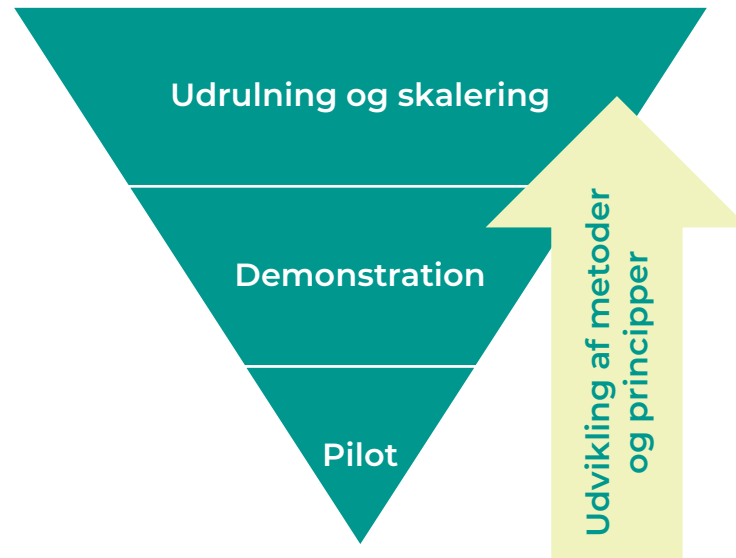 Udrulning og skalering
Demonstration
Pilot
Udvikling af metoder
og principper